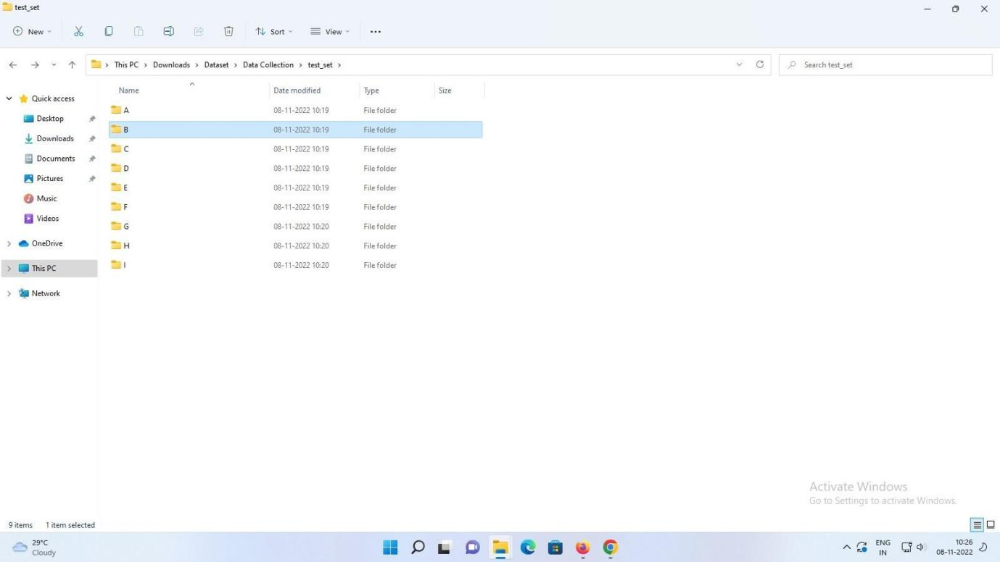 test_set
New
Sort
View
This PC > Downloads > Dataset > Data Collection > test_set >
Search test_set
Name Date modified Type Size
Quick access
Desktop
Downloads
Documents
Pictures
Music
Videos
OneDrive
This PC
Network
A 08-11-2022 10:19 File folder
B 08-11-2022 10:19 File folder
C 08-11-2022 10:19 File folder
D 08-11-2022 10:19 File folder
E 08-11-2022 10:19 File folder
F 08-11-2022 10:19 File folder
G 08-11-2022 10:20 File folder
H 08-11-2022 10:20 File folder
I 08-11-2022 10:20 File folder
Activate Windows
Go to Settings to activate Windows.
9 items 1 item selected
29°C
Cloudy
ENG
IN
10:26
08-11-2022